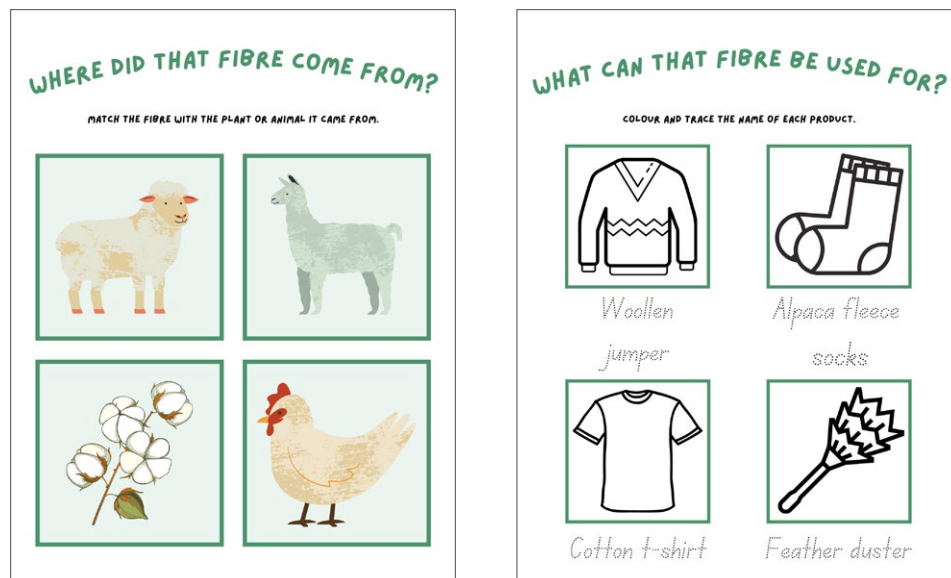 WHERE DID THAT FIBRE COME FROM?
MATCH THE FIBRE WITH THE PLANT OR ANIMAL IT CAME FROM.
WHAT CAN THAT FIBRE BE USED FOR?
COLOUR AND TRACE THE NAME OF EACH PRODUCT.
Woollen
jumper
Alpaca fleece
socks
Cotton t-shirt
Feather duster